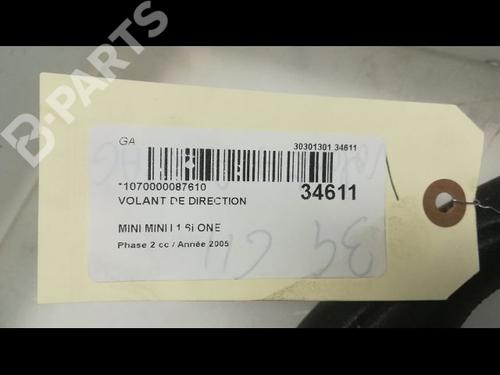 B-PARTS
GA
30301301 34611
*1070000087610
34611
VOLANT DE DIRECTION
MINI MINI I 1.6i ONE
Phase 2 cc / Année 2005